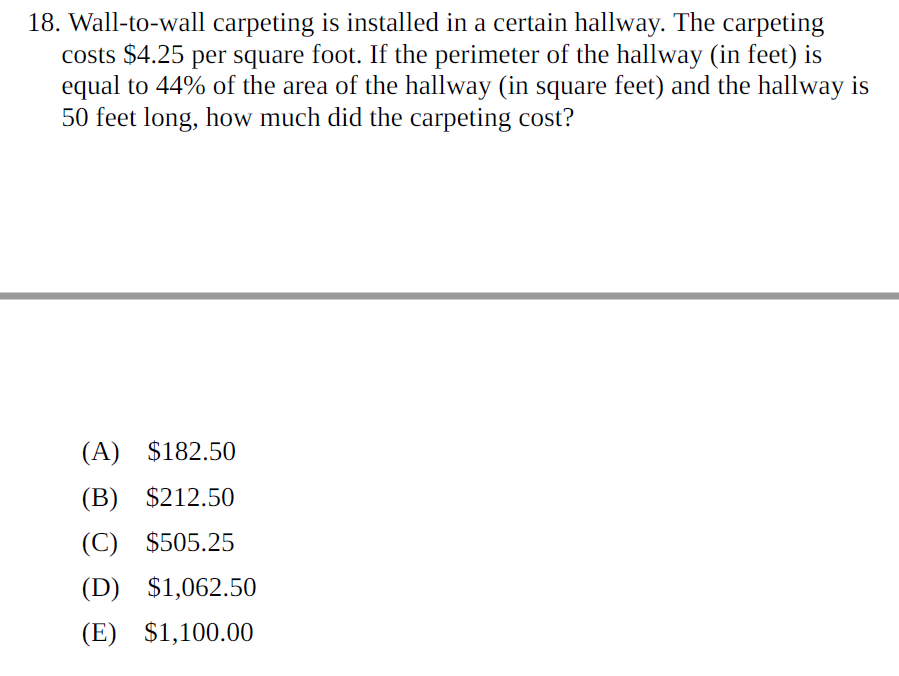 18. Wall-to-wall carpeting is installed in a certain hallway. The carpeting
costs $4.25 per square foot. If the perimeter of the hallway (in feet) is
equal to 44% of the area of the hallway (in square feet) and the hallway is
50 feet long, how much did the carpeting cost?
(A) $182.50
(B) $212.50
(C) $505.25
(D) $1,062.50
(E) $1,100.00